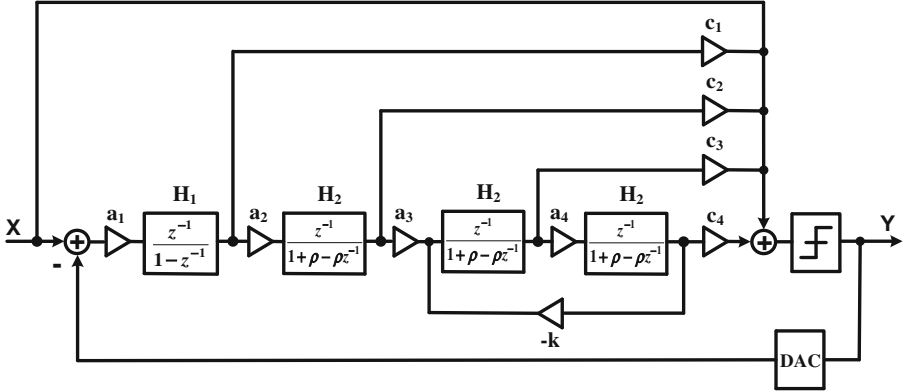 c₁
c₂
c₃
H₁
H₂
H₂
H₂
a₁
a₂
a₃
a₄
c₄
X
Y
-
z⁻¹
1 − z⁻¹
z⁻¹
1 + ρ − ρz⁻¹
z⁻¹
1 + ρ − ρz⁻¹
z⁻¹
1 + ρ − ρz⁻¹
-k
DAC